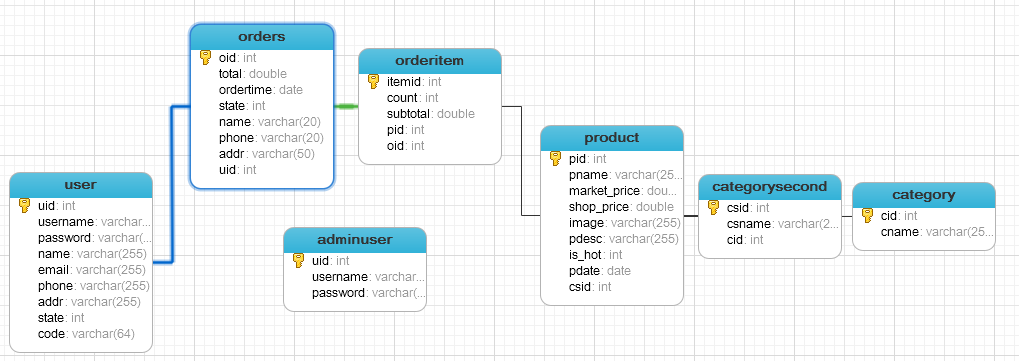 orders
oid: int
total: double
ordertime: date
state: int
name: varchar(20)
phone: varchar(20)
addr: varchar(50)
uid: int
orderitem
itemid: int
count: int
subtotal: double
pid: int
oid: int
product
pid: int
pname: varchar(25...
market_price: dou...
shop_price: double
image: varchar(255)
pdesc: varchar(255)
is_hot: int
pdate: date
csid: int
user
uid: int
username: varchar...
password: varchar(...
name: varchar(255)
email: varchar(255)
phone: varchar(255)
addr: varchar(255)
state: int
code: varchar(64)
adminuser
uid: int
username: varchar...
password: varchar(...
categorysecond
csid: int
csname: varchar(2...
cid: int
category
cid: int
cname: varchar(25...